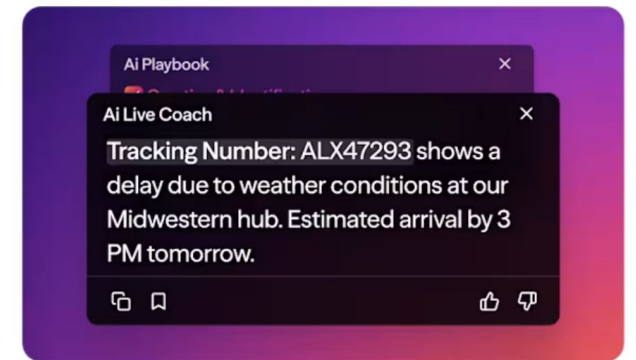 Ai Playbook
Ai Live Coach
Tracking Number: ALX47293 shows a
delay due to weather conditions at our
Midwestern hub. Estimated arrival by 3
PM tomorrow.